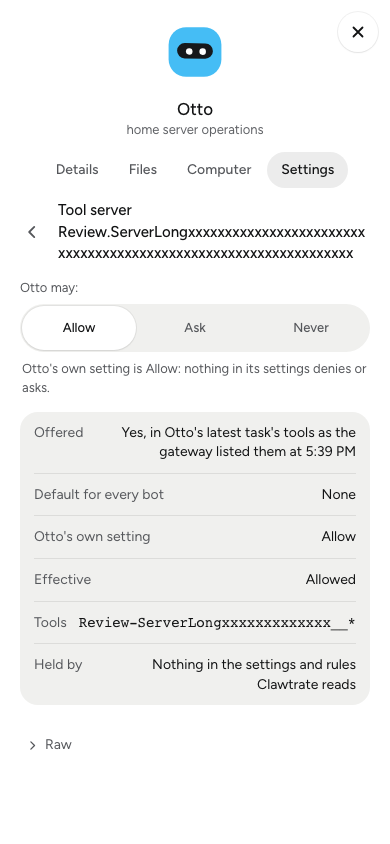 Otto
home server operations
Details Files Computer Settings
Tool server
Review.ServerLongxxxxxxxxxxxxxxxxxxxxxxxxx
xxxxxxxxxxxxxxxxxxxxxxxxxxxxxxxxxxxxxxxxx
Otto may:
Allow Ask Never
Otto's own setting is Allow: nothing in its settings denies or
asks.
Offered Yes, in Otto's latest task's tools as the
gateway listed them at 5:39 PM
Default for every bot None
Otto's own setting Allow
Effective Allowed
Tools Review-ServerLongxxxxxxxxxxxxx__*
Held by Nothing in the settings and rules
Clawtrate reads
Raw